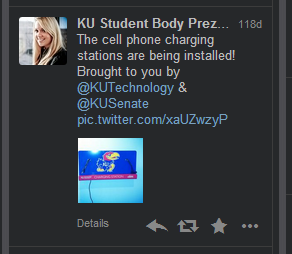 KU Student Body Prez... 118d
The cell phone charging
stations are being installed!
Brought to you by
@KUTechnology &
@KUSenate
pic.twitter.com/xaUZwzyP
Details